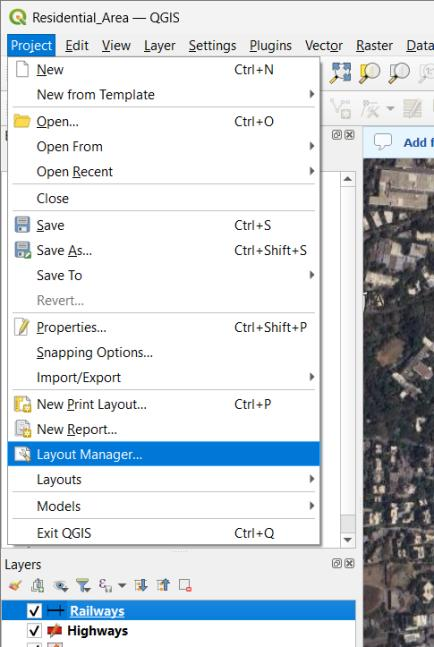 Residential_Area — QGIS
Project Edit View Layer Settings Plugins Vector Raster Data
New Ctrl+N
New from Template
Open... Ctrl+O
Open From
Open Recent
Close
Save Ctrl+S
Save As... Ctrl+Shift+S
Save To
Revert...
Properties... Ctrl+Shift+P
Snapping Options...
Import/Export
New Print Layout... Ctrl+P
New Report...
Layout Manager...
Layouts
Models
Exit QGIS Ctrl+Q
Add f
Layers
Railways
Highways